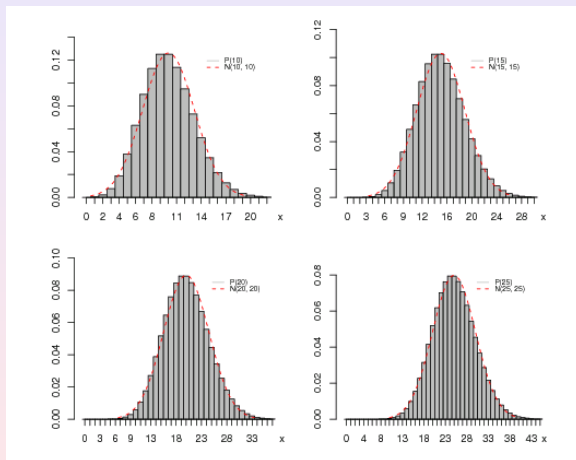 0.12
0.08
0.04
0.00
P(10)
N(10, 10)
0 2 4 6 8 11 14 17 20 x
0.12
0.08
0.04
0.00
P(15)
N(15, 15)
0 3 6 9 12 16 20 24 28 x
0.10
0.08
0.06
0.04
0.02
0.00
P(20)
N(20, 20)
0 3 6 9 13 18 23 28 33 x
0.08
0.06
0.04
0.02
0.00
P(25)
N(25, 25)
0 4 8 13 18 23 28 33 38 43 x